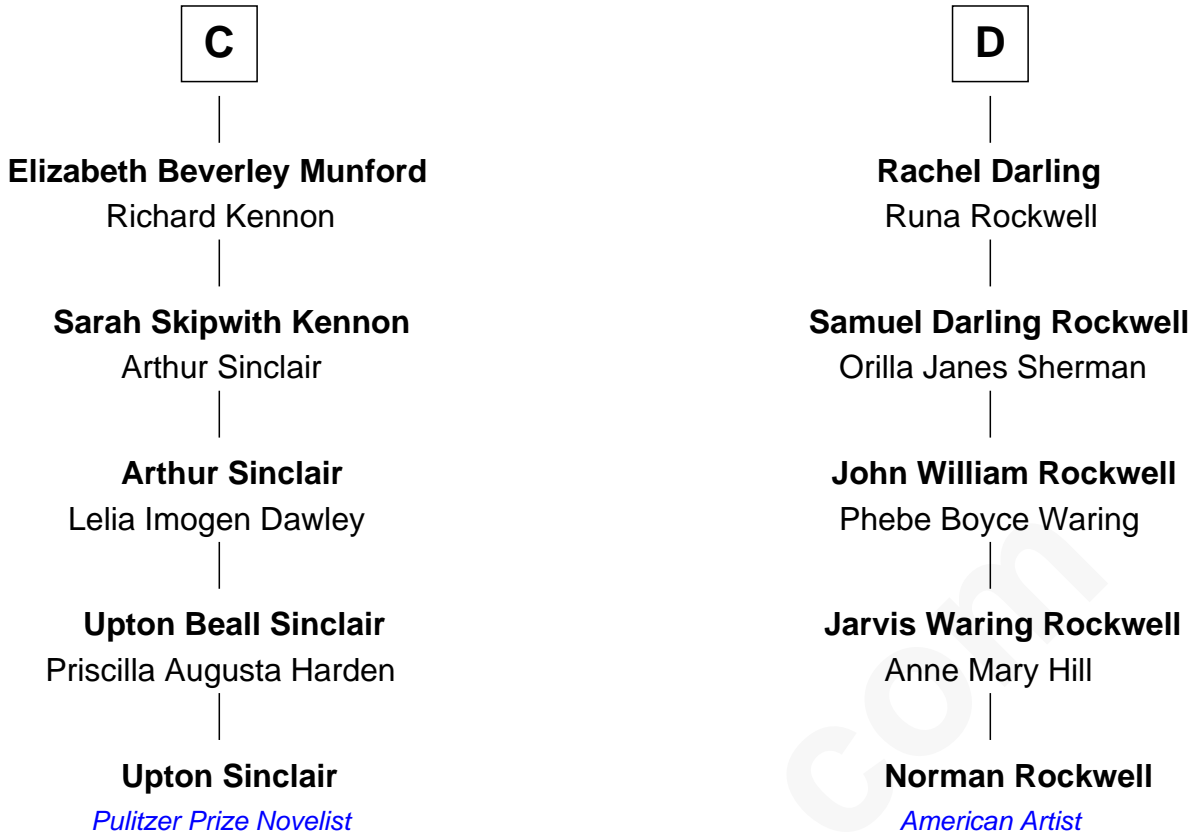 C
Elizabeth Beverley Munford
Richard Kennon
Sarah Skipwith Kennon
Arthur Sinclair
Arthur Sinclair
Lelia Imogen Dawley
Upton Beall Sinclair
Priscilla Augusta Harden
Upton Sinclair
Pulitzer Prize Novelist
D
Rachel Darling
Runa Rockwell
Samuel Darling Rockwell
Orilla Janes Sherman
John William Rockwell
Phebe Boyce Waring
Jarvis Waring Rockwell
Anne Mary Hill
Norman Rockwell
American Artist
com